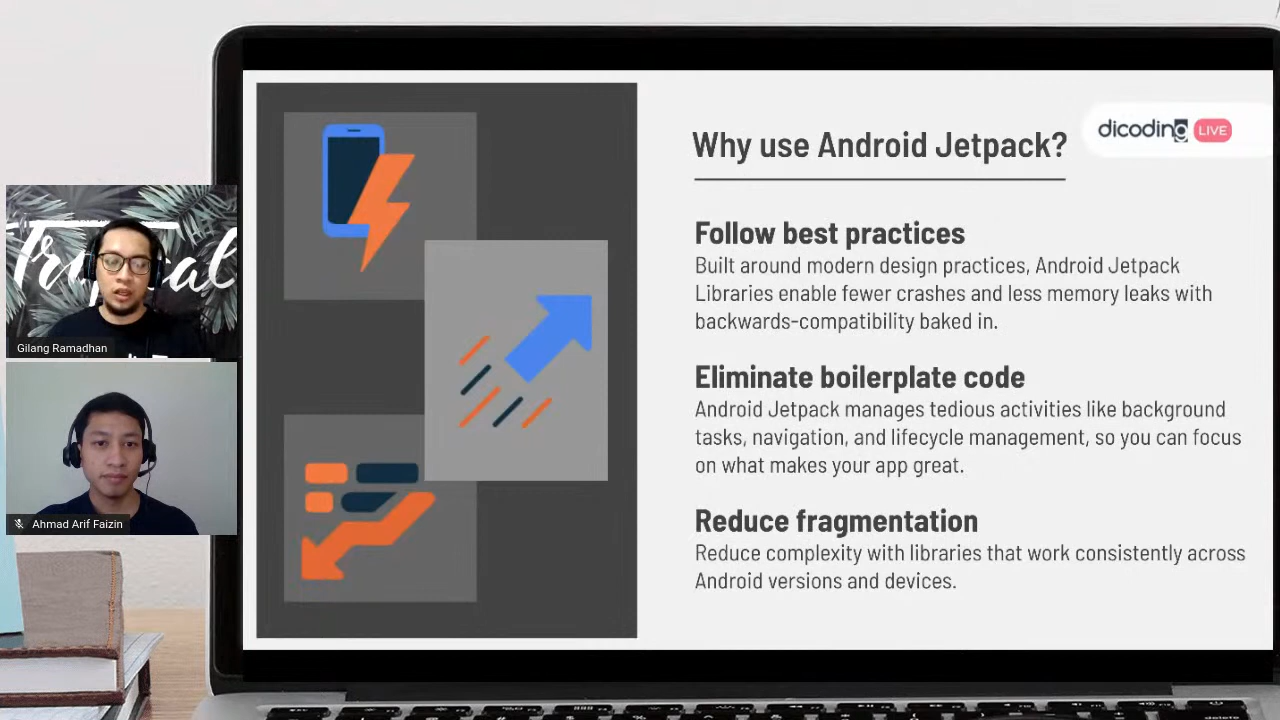 Why use Android Jetpack?
dicoding LIVE
Follow best practices
Built around modern design practices, Android Jetpack
Libraries enable fewer crashes and less memory leaks with
backwards-compatibility baked in.
Eliminate boilerplate code
Android Jetpack manages tedious activities like background
tasks, navigation, and lifecycle management, so you can focus
on what makes your app great.
Reduce fragmentation
Reduce complexity with libraries that work consistently across
Android versions and devices.
Gilang Ramadhan
Ahmad Arif Faizin
delete